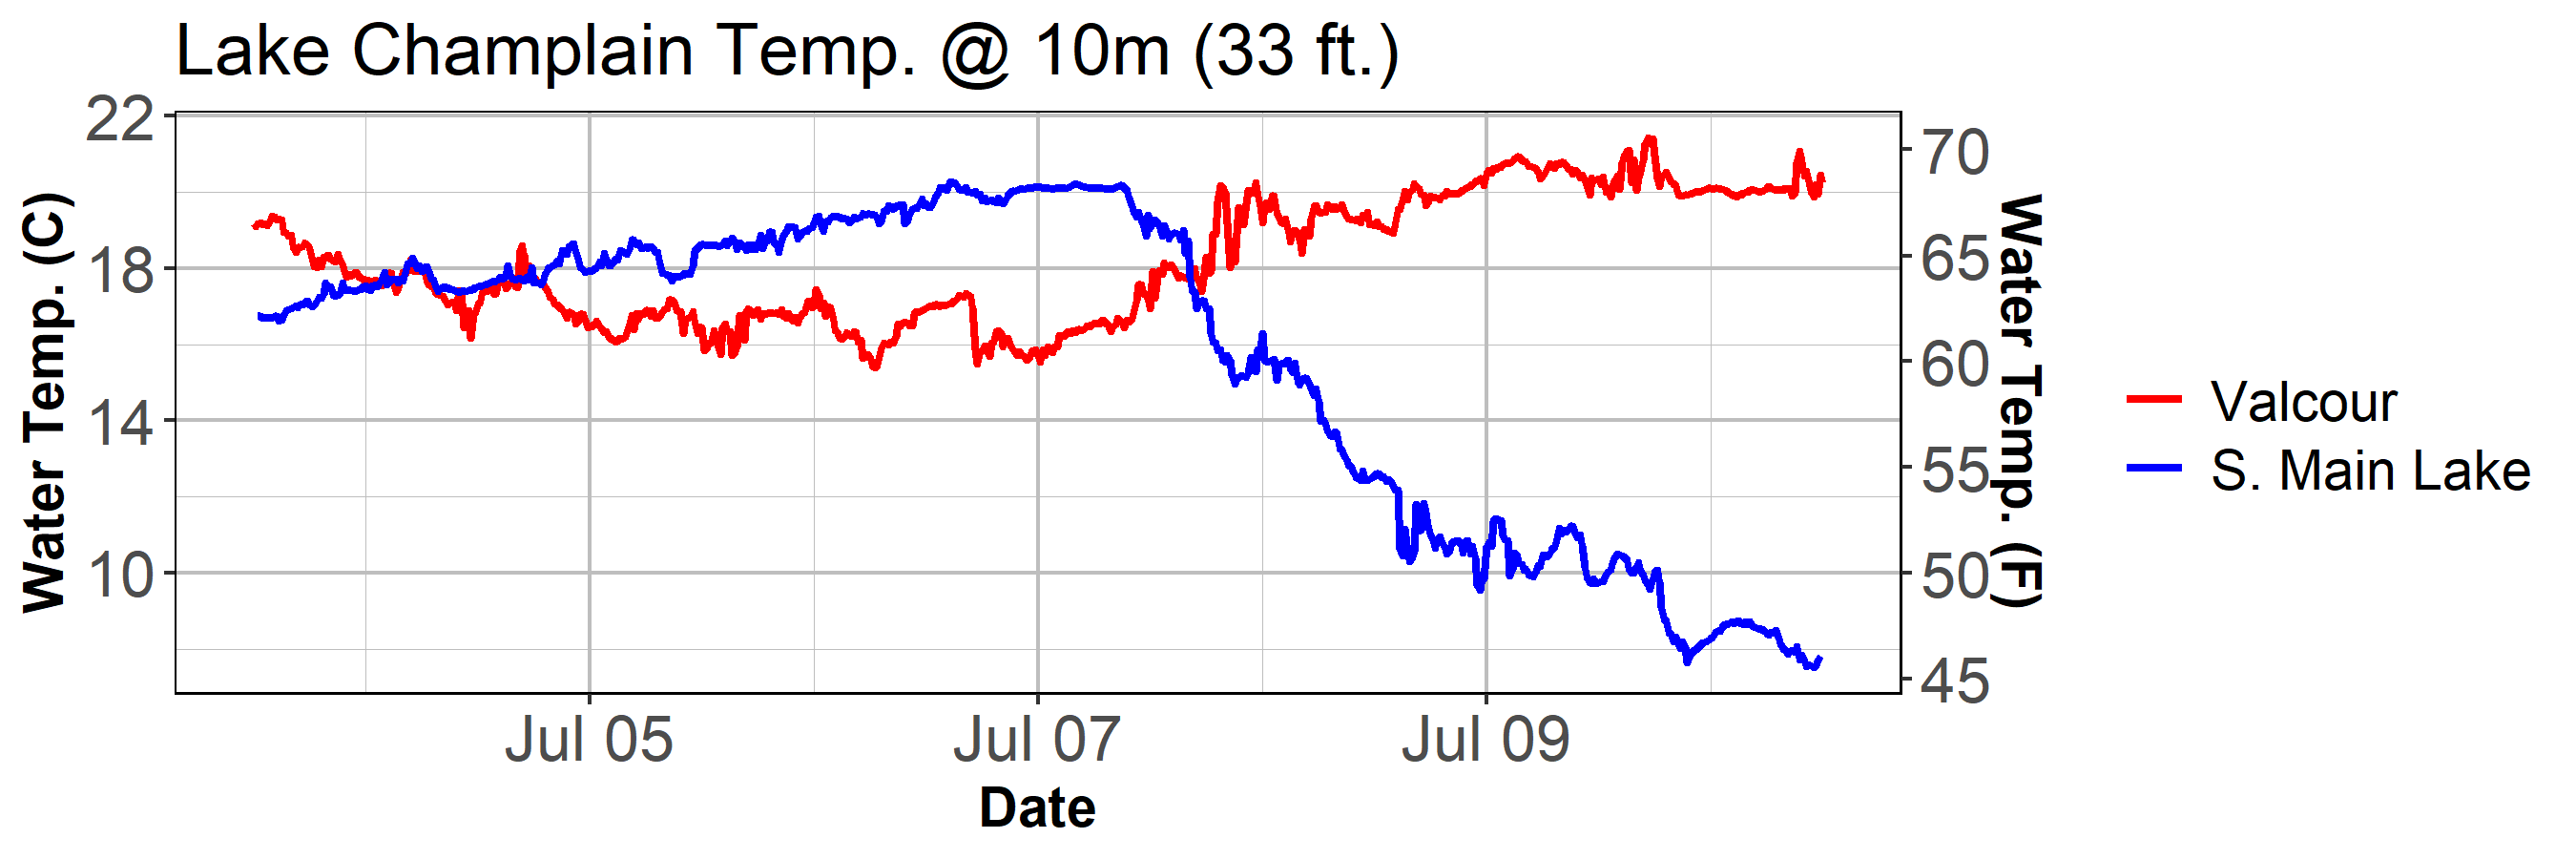 Lake Champlain Temp. @ 10m (33 ft.)
22
18
14
10
Water Temp. (C)
70
65
60
55
50
45
Water Temp. (F)
Jul 05
Jul 07
Jul 09
Date
Valcour
S. Main Lake